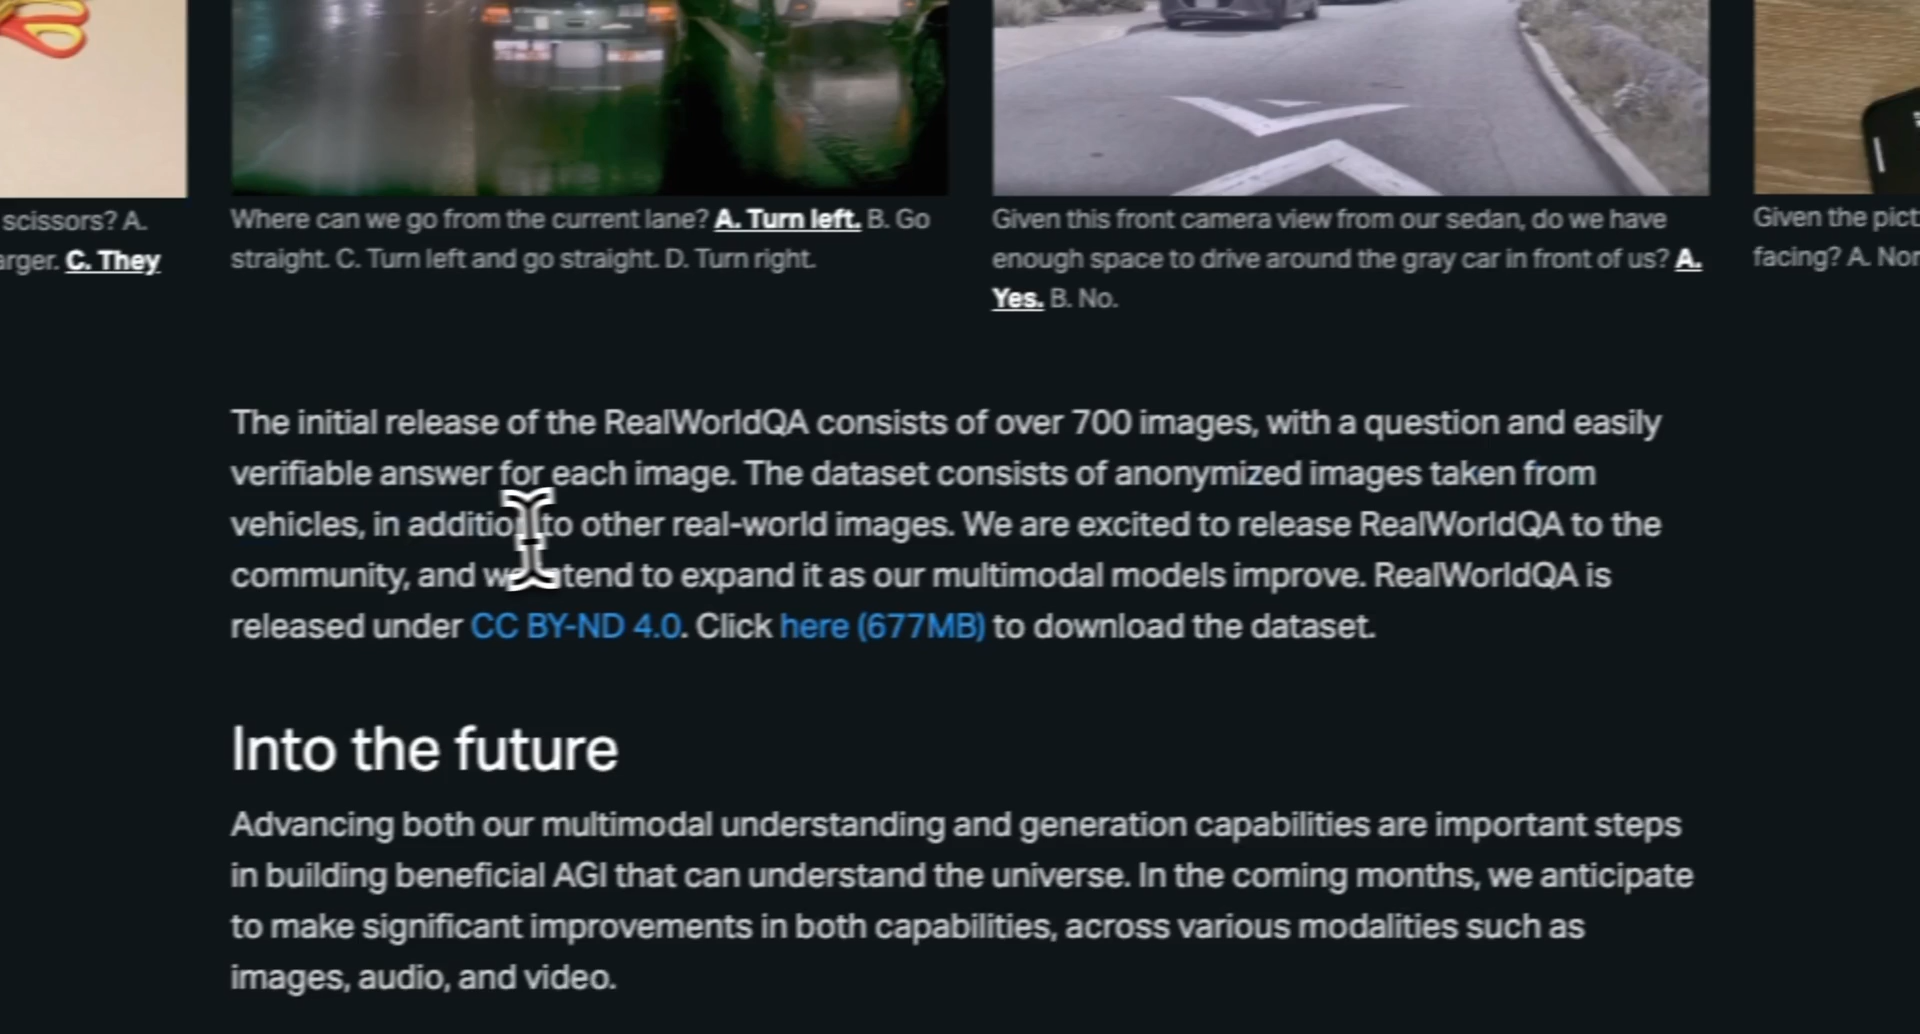 scissors? A.
arger. C. They
Where can we go from the current lane? A. Turn left. B. Go
straight. C. Turn left and go straight. D. Turn right.
Given this front camera view from our sedan, do we have
enough space to drive around the gray car in front of us? A.
Yes. B. No.
Given the pict
facing? A. Nor
The initial release of the RealWorldQA consists of over 700 images, with a question and easily
verifiable answer for each image. The dataset consists of anonymized images taken from
vehicles, in addition to other real-world images. We are excited to release RealWorldQA to the
community, and we intend to expand it as our multimodal models improve. RealWorldQA is
released under CC BY-ND 4.0. Click here (677MB) to download the dataset.
Into the future
Advancing both our multimodal understanding and generation capabilities are important steps
in building beneficial AGI that can understand the universe. In the coming months, we anticipate
to make significant improvements in both capabilities, across various modalities such as
images, audio, and video.